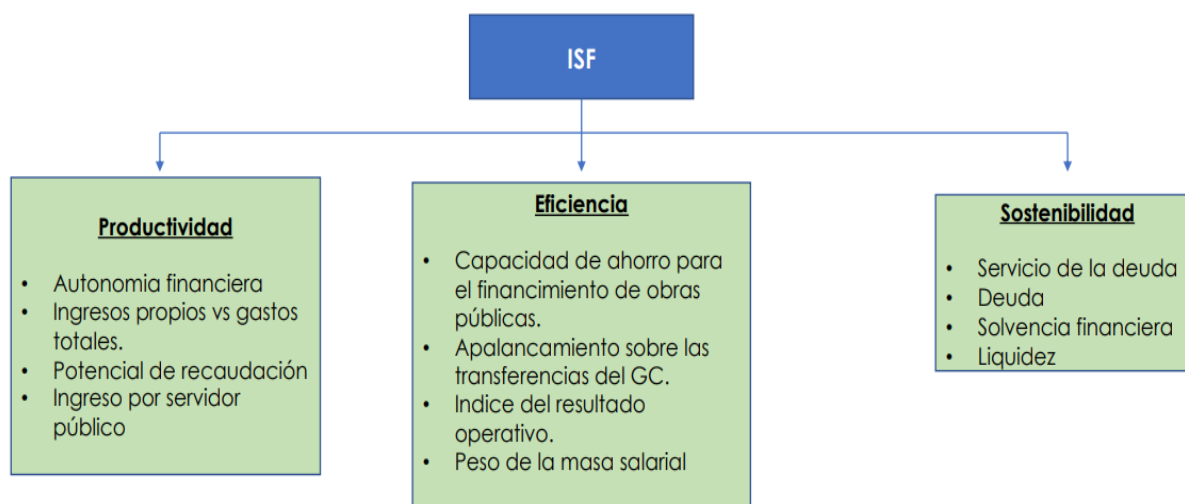 ISF
Productividad
• Autonomia financiera
• Ingresos propios vs gastos
totales.
• Potencial de recaudación
• Ingreso por servidor
público
Eficiencia
• Capacidad de ahorro para
el financimiento de obras
públicas.
• Apalancamiento sobre las
transferencias del GC.
• Indice del resultado
operativo.
• Peso de la masa salarial
Sostenibilidad
• Servicio de la deuda
• Deuda
• Solvencia financiera
• Liquidez